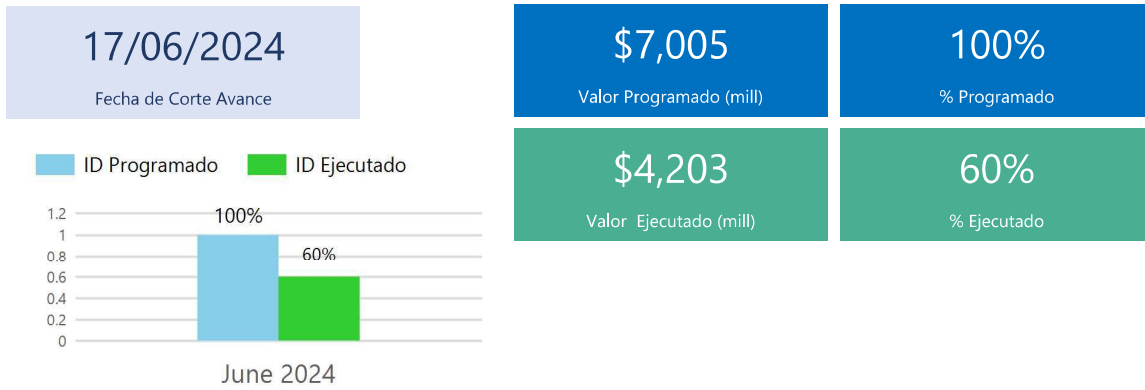 17/06/2024
Fecha de Corte Avance
$7,005
Valor Programado (mill)
100%
% Programado
$4,203
Valor Ejecutado (mill)
60%
% Ejecutado
ID Programado
ID Ejecutado
1.2
1
0.8
0.6
0.4
0.2
0
100%
60%
June 2024